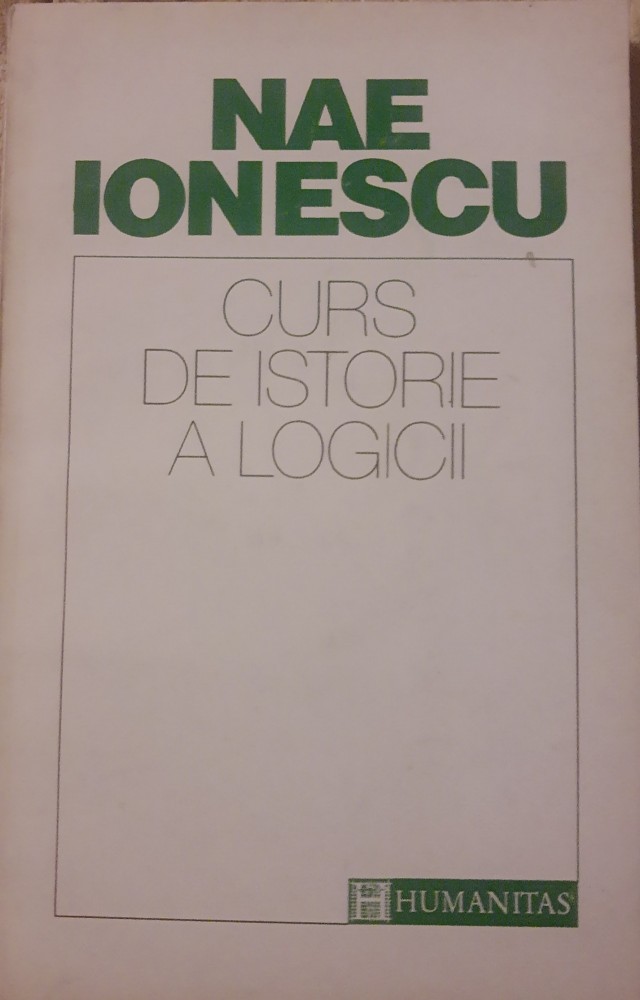 NAE
IONESCU
CURS
DE ISTORIE
A LOGICII
HUMANITAS